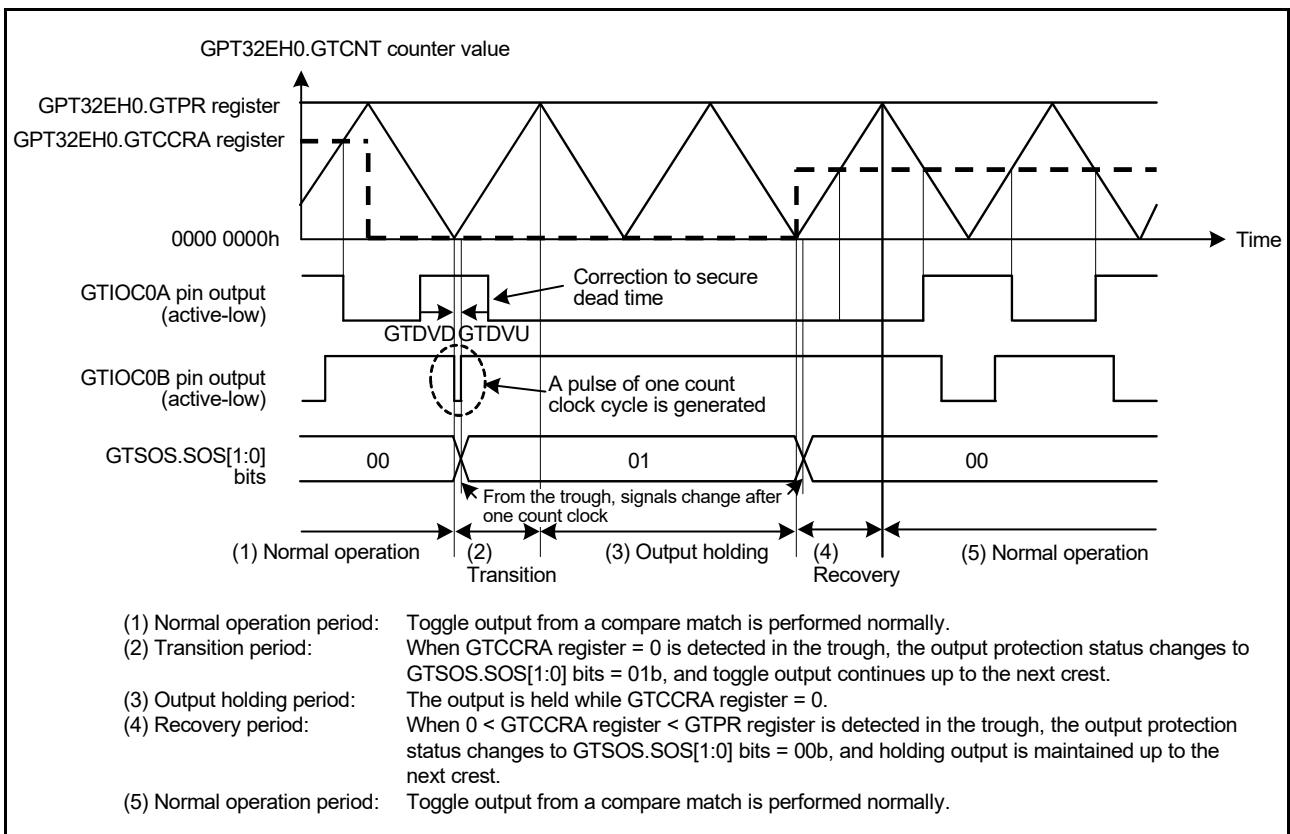 GPT32EH0.GTCNT counter value
GPT32EH0.GTPR register
GPT32EH0.GTCCRA register
0000 0000h
Time
GTIOC0A pin output
(active-low)
Correction to secure
dead time
GTDVD GTDVU
GTIOC0B pin output
(active-low)
A pulse of one count
clock cycle is generated
GTSOS.SOS[1:0]
bits
00
01
00
From the trough, signals change after
one count clock
(1) Normal operation
(2)
Transition
(3) Output holding
(4)
Recovery
(5) Normal operation
(1) Normal operation period: Toggle output from a compare match is performed normally.
(2) Transition period: When GTCCRA register = 0 is detected in the trough, the output protection status changes to
GTSOS.SOS[1:0] bits = 01b, and toggle output continues up to the next crest.
(3) Output holding period: The output is held while GTCCRA register = 0.
(4) Recovery period: When 0 < GTCCRA register < GTPR register is detected in the trough, the output protection
status changes to GTSOS.SOS[1:0] bits = 00b, and holding output is maintained up to the
next crest.
(5) Normal operation period: Toggle output from a compare match is performed normally.